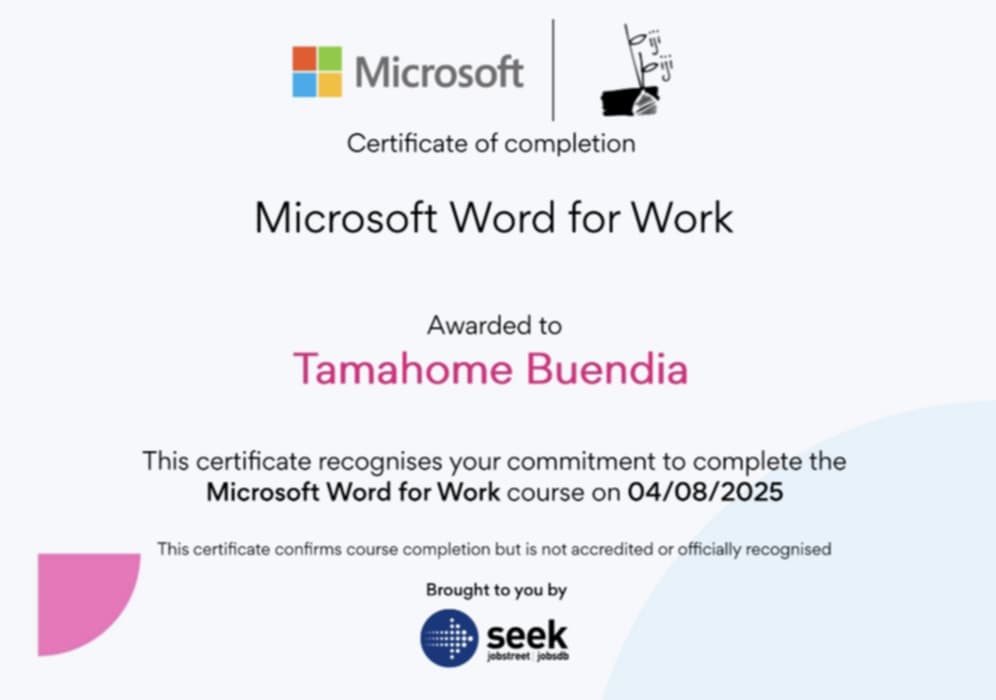 Microsoft
biji
biji
Certificate of completion
Microsoft Word for Work
Awarded to
Tamahome Buendia
This certificate recognises your commitment to complete the
Microsoft Word for Work course on 04/08/2025
This certificate confirms course completion but is not accredited or officially recognised
Brought to you by
seek
jobstreet | jobsdb